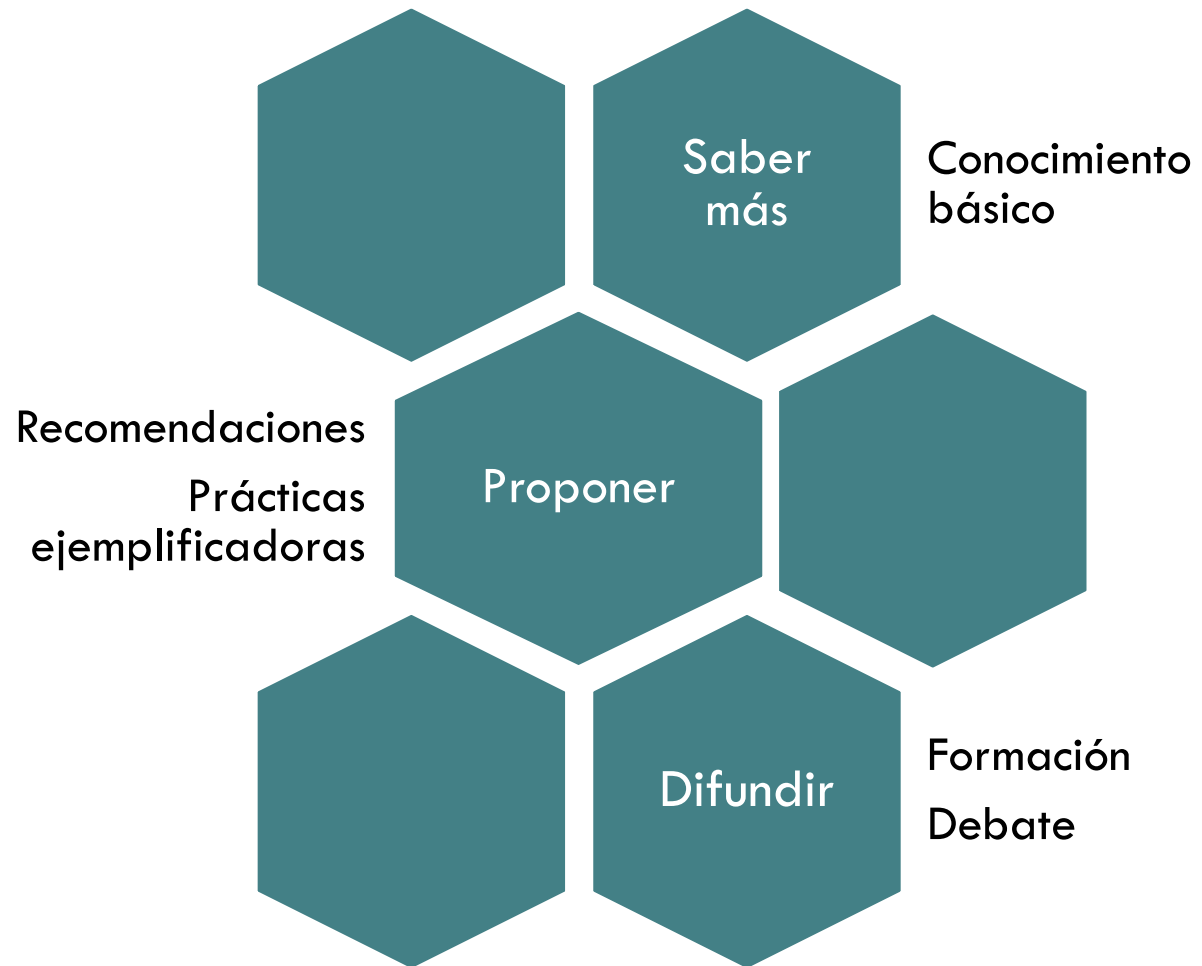 Saber
más
Conocimiento
básico
Recomendaciones
Prácticas
ejemplificadoras
Proponer
Difundir
Formación
Debate